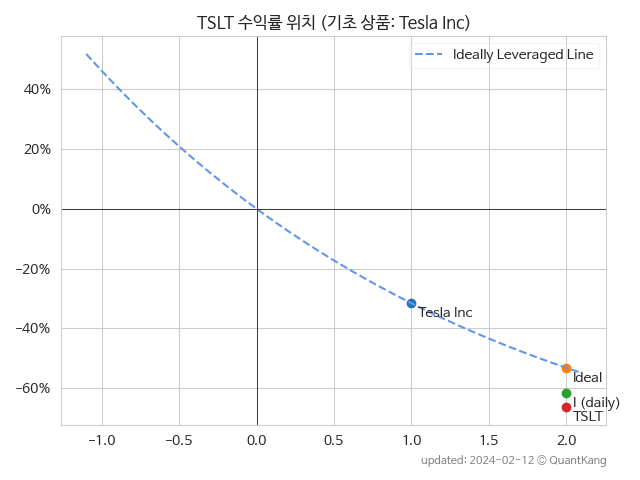 TSLT 수익률 위치 (기초 상품: Tesla Inc)
Ideally Leveraged Line
40%
20%
0%
−20%
−40%
−60%
Tesla Inc
Ideal
I (daily)
TSLT
−1.0 −0.5 0.0 0.5 1.0 1.5 2.0
updated: 2024-02-12 © QuantKang